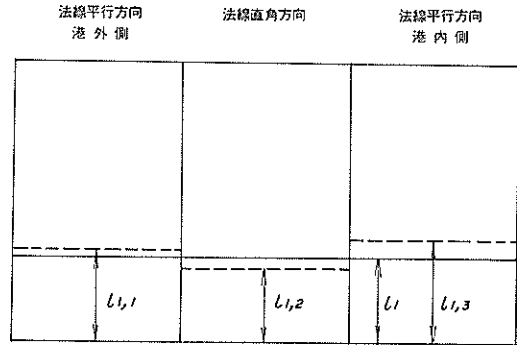 法線平行方向
港外側
法線直角方向
法線平行方向
港内側
l1,1
l1,2
l1
l1,3